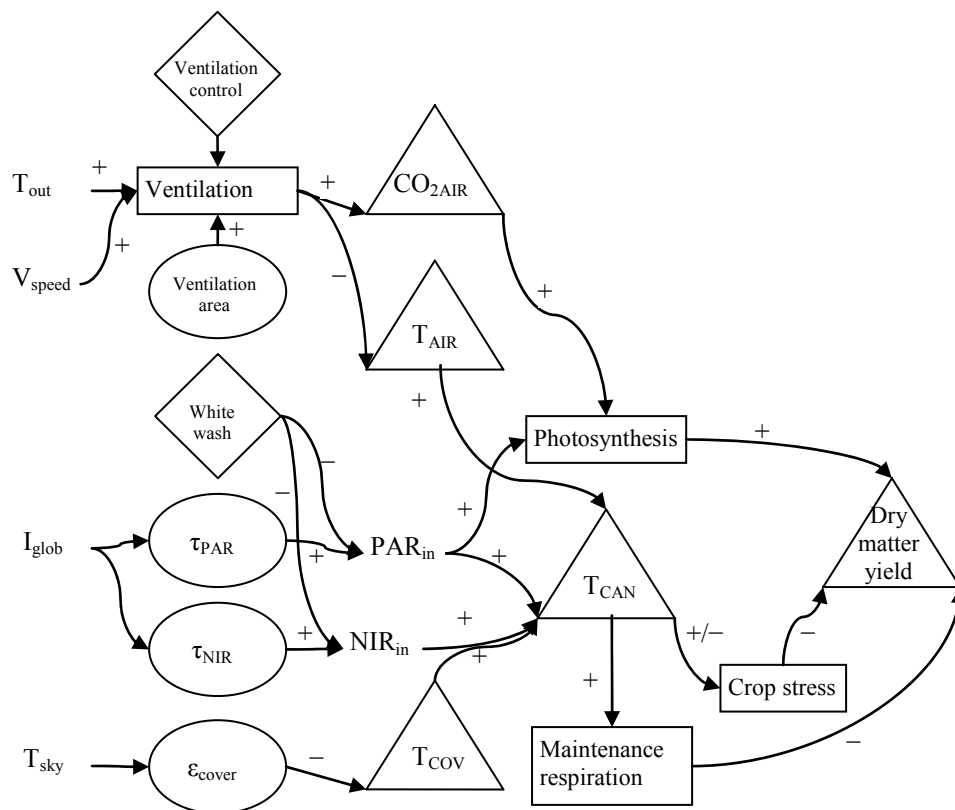 Ventilation
control
+
T_out
Ventilation
+
CO_2AIR
+
+
V_speed
Ventilation
area
−
+
T_AIR
+
White
wash
−
Photosynthesis
+
−
+
I_glob
τ_PAR
+
PAR_in
+
T_CAN
Dry
matter
yield
τ_NIR
+
NIR_in
+
+
+/−
−
+
Crop stress
T_sky
ε_cover
−
T_COV
Maintenance
respiration
−